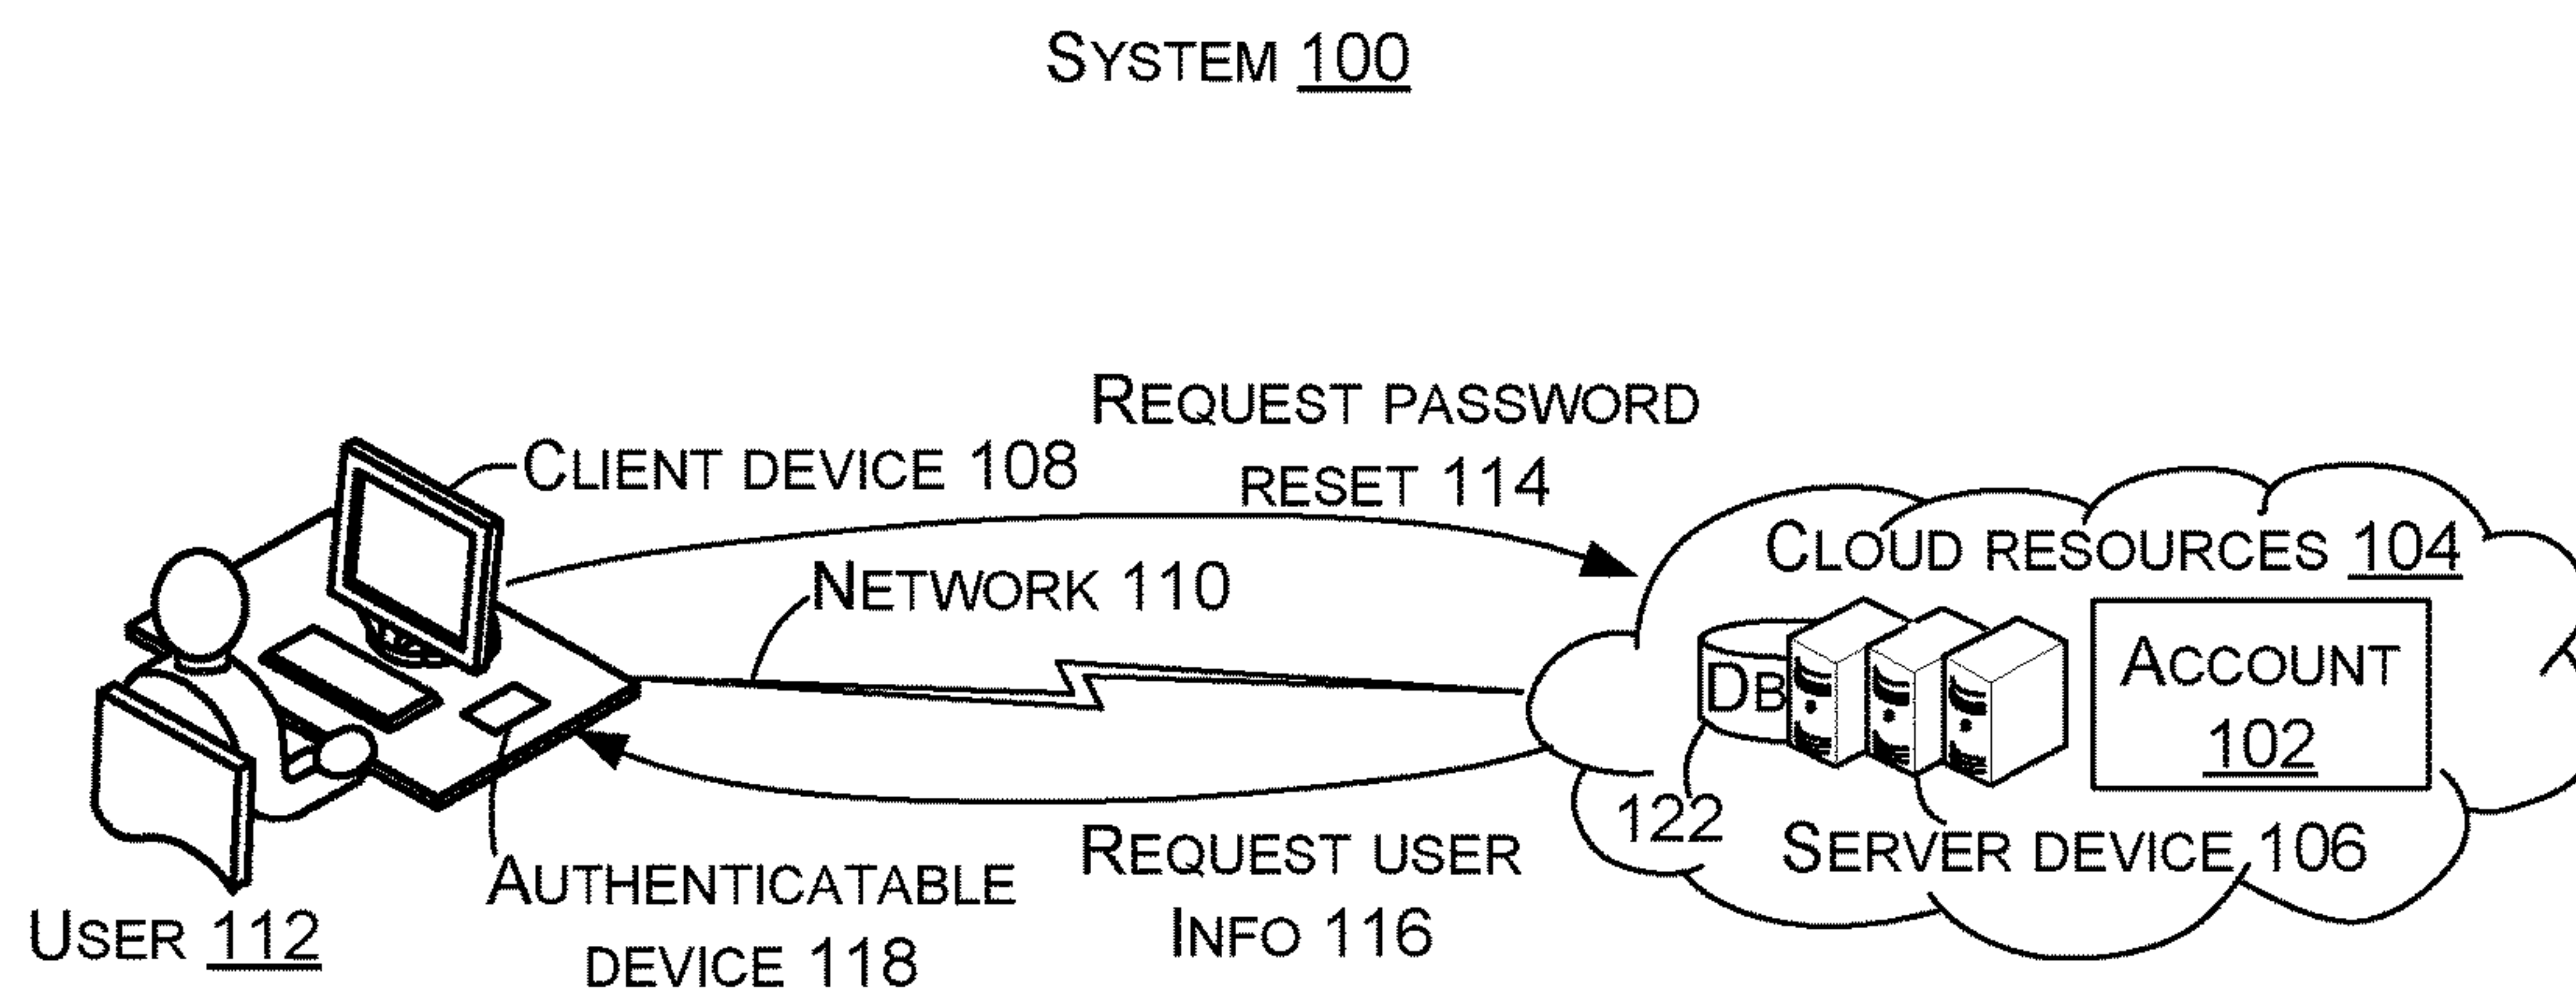 SYSTEM 100
REQUEST PASSWORD
RESET 114
CLIENT DEVICE 108
NETWORK 110
CLOUD RESOURCES 104
DB
ACCOUNT
102
122
SERVER DEVICE 106
REQUEST USER
INFO 116
AUTHENTICATABLE
DEVICE 118
USER 112